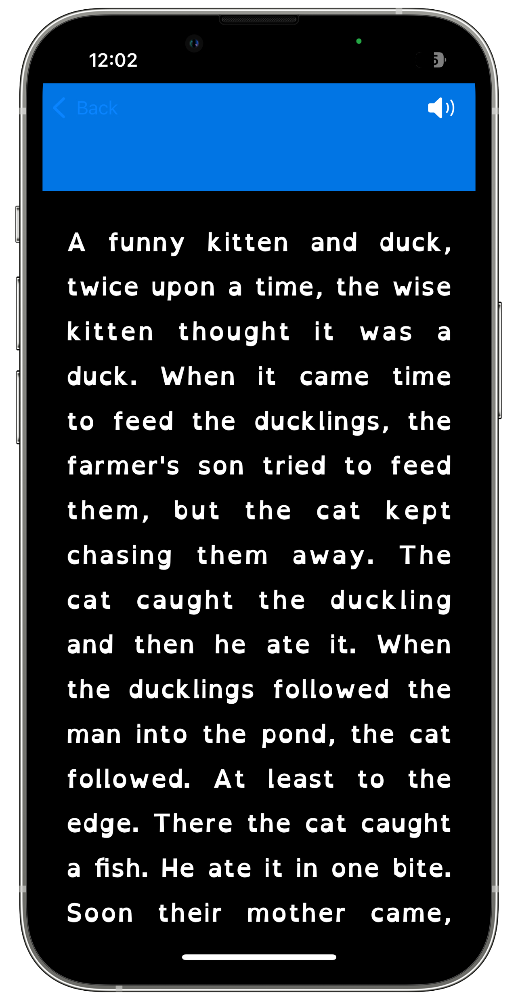 12:02
Back
A funny kitten and duck,
twice upon a time, the wise
kitten thought it was a
duck. When it came time
to feed the ducklings, the
farmer's son tried to feed
them, but the cat kept
chasing them away. The
cat caught the duckling
and then he ate it. When
the ducklings followed the
man into the pond, the cat
followed. At least to the
edge. There the cat caught
a fish. He ate it in one bite.
Soon their mother came,